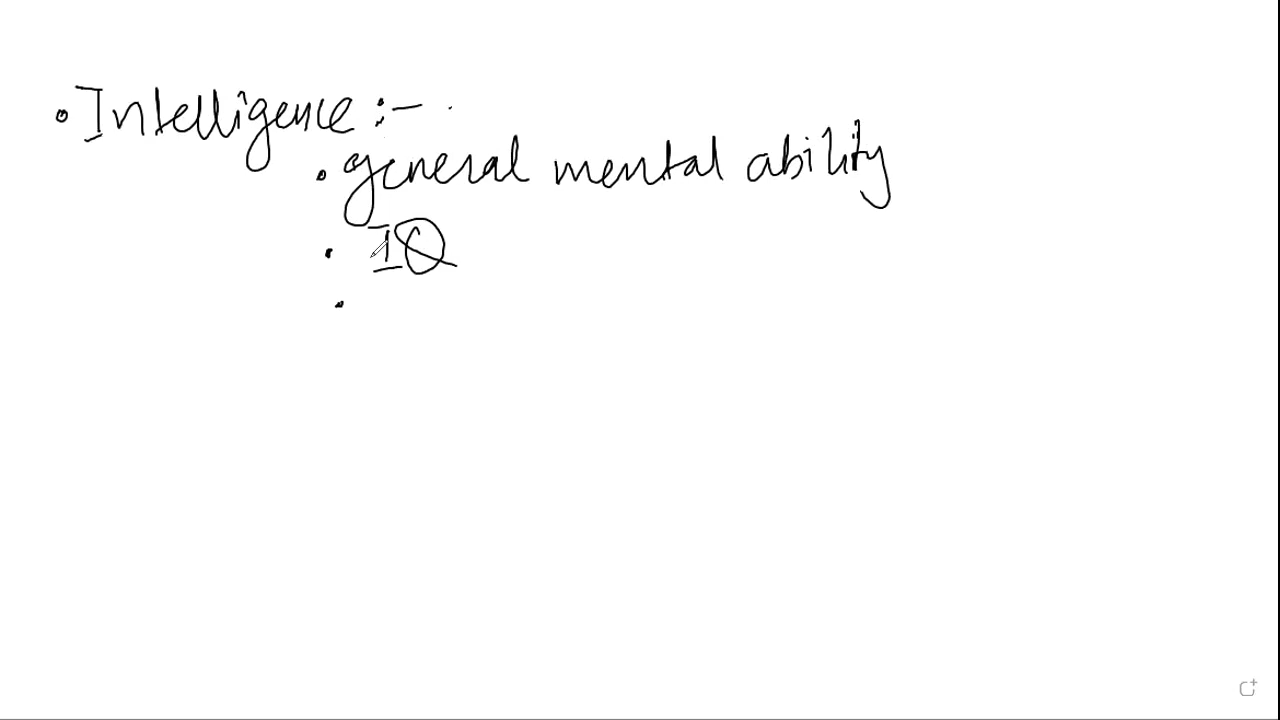 • Intelligence :-
• general mental ability
• IQ
•